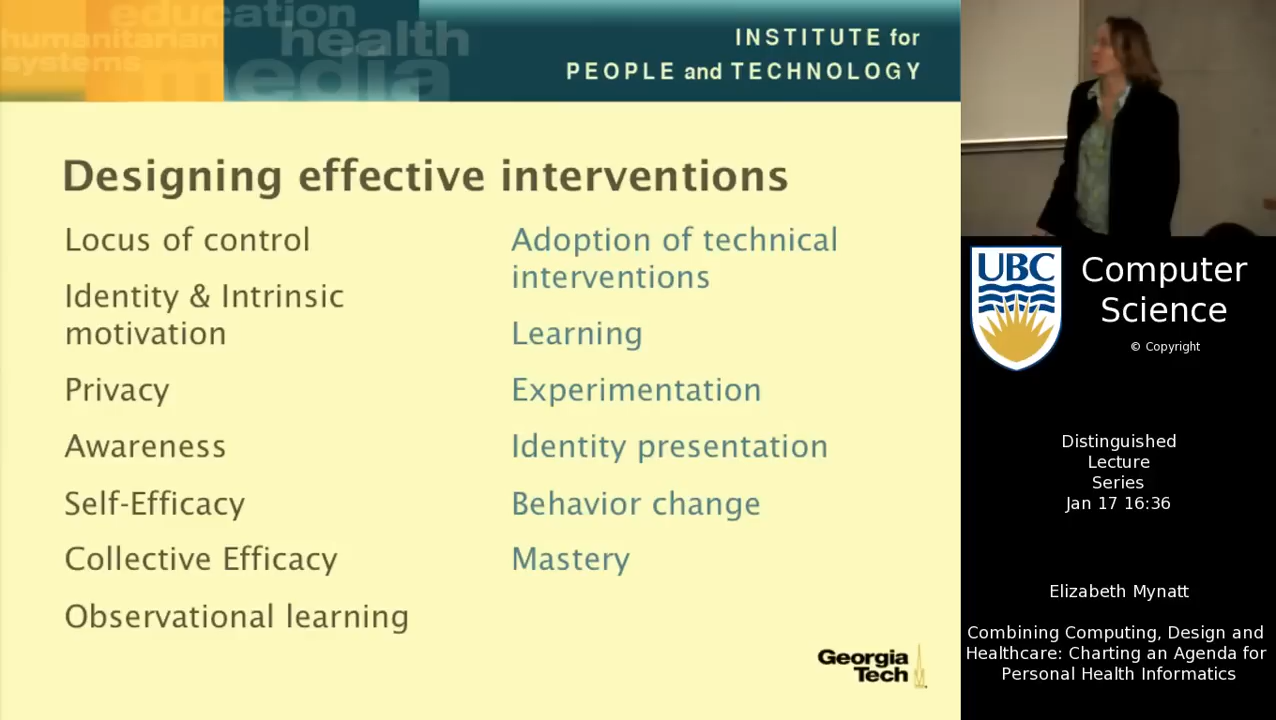 education
humanitarian
health
systems
media
INSTITUTE for
PEOPLE and TECHNOLOGY
Designing effective interventions
Locus of control
Identity & Intrinsic
motivation
Privacy
Awareness
Self-Efficacy
Collective Efficacy
Observational learning
Adoption of technical
interventions
Learning
Experimentation
Identity presentation
Behavior change
Mastery
Georgia
Tech
UBC
Computer
Science
© Copyright
Distinguished
Lecture
Series
Jan 17 16:36
Elizabeth Mynatt
Combining Computing, Design and
Healthcare: Charting an Agenda for
Personal Health Informatics